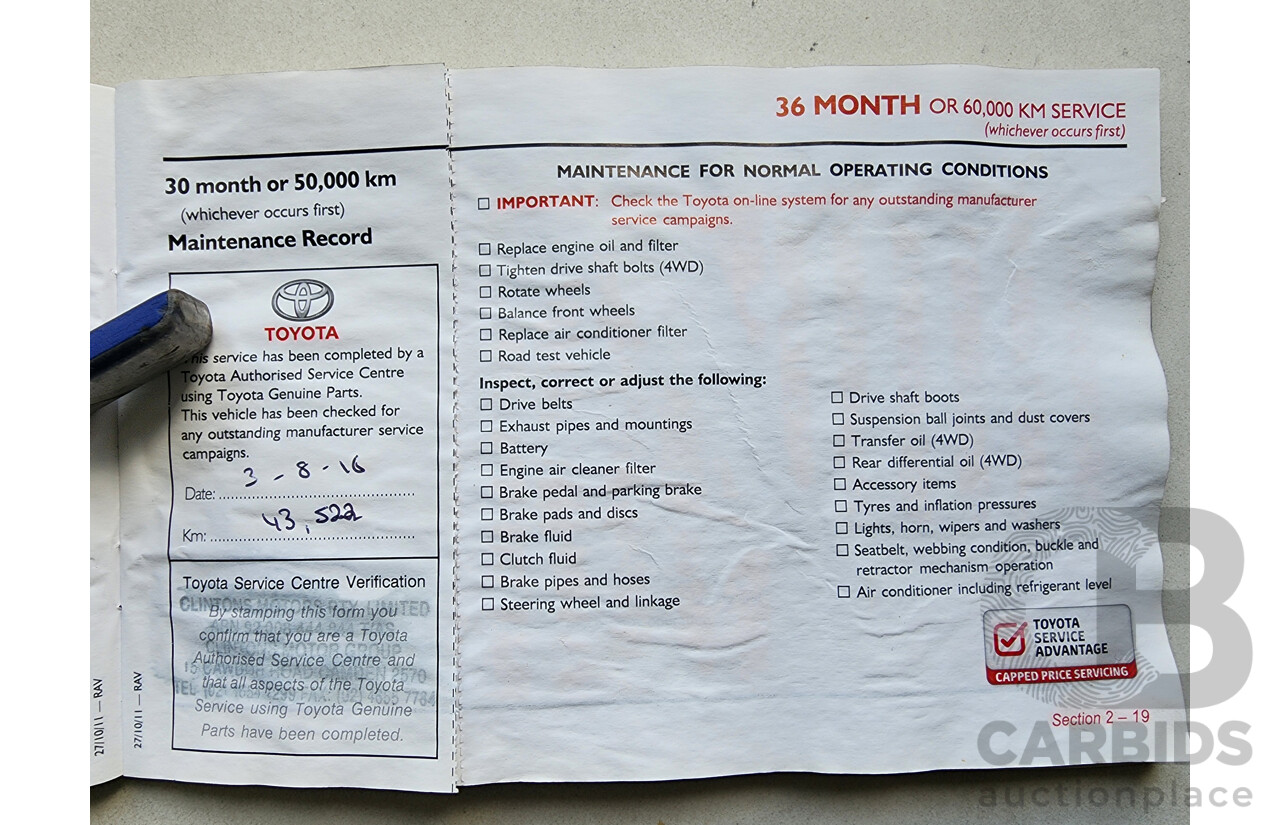 30 month or 50,000 km
(whichever occurs first)
Maintenance Record
TOYOTA
This service has been completed by a
Toyota Authorised Service Centre
using Toyota Genuine Parts.
This vehicle has been checked for
any outstanding manufacturer service
campaigns.
3 - 8 - 16
Date:
43,522
Km:
Toyota Service Centre Verification
By stamping this form you
confirm that you are a Toyota
Authorised Service Centre and
that all aspects of the Toyota
Service using Toyota Genuine
Parts have been completed.
CLINTONS MOTORS PTY. LIMITED
MOTOR GROUP
27/10/11 — RAV
27/10/11 — RAV
36 MONTH OR 60,000 KM SERVICE
(whichever occurs first)
MAINTENANCE FOR NORMAL OPERATING CONDITIONS
IMPORTANT: Check the Toyota on-line system for any outstanding manufacturer
service campaigns.
Replace engine oil and filter
Tighten drive shaft bolts (4WD)
Rotate wheels
Balance front wheels
Replace air conditioner filter
Road test vehicle
Inspect, correct or adjust the following:
Drive belts
Exhaust pipes and mountings
Battery
Engine air cleaner filter
Brake pedal and parking brake
Brake pads and discs
Brake fluid
Clutch fluid
Brake pipes and hoses
Steering wheel and linkage
Drive shaft boots
Suspension ball joints and dust covers
Transfer oil (4WD)
Rear differential oil (4WD)
Accessory items
Tyres and inflation pressures
Lights, horn, wipers and washers
Seatbelt, webbing condition, buckle and
retractor mechanism operation
Air conditioner including refrigerant level
TOYOTA
SERVICE
ADVANTAGE
CAPPED PRICE SERVICING
Section 2 – 19
B
CARBIDS
auctionplace